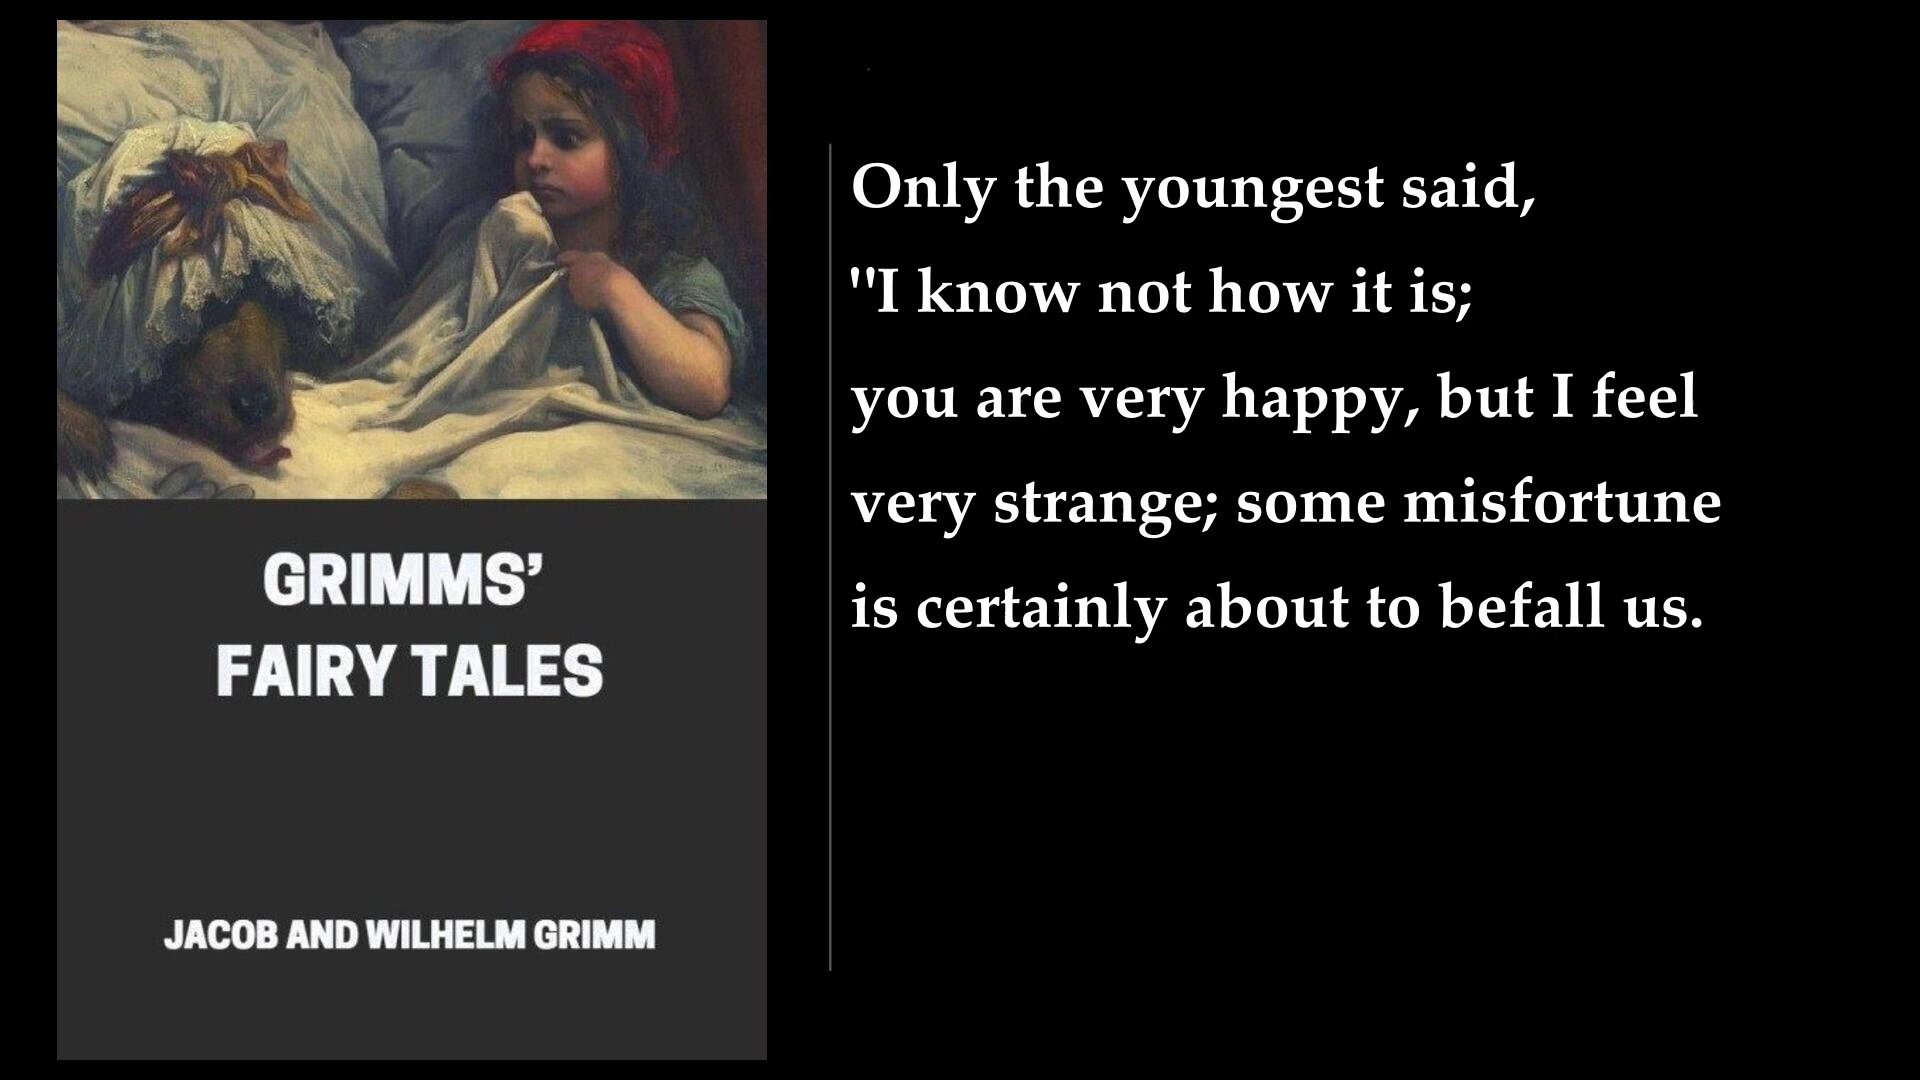 GRIMMS’
FAIRY TALES
JACOB AND WILHELM GRIMM
Only the youngest said,
"I know not how it is;
you are very happy, but I feel
very strange; some misfortune
is certainly about to befall us.